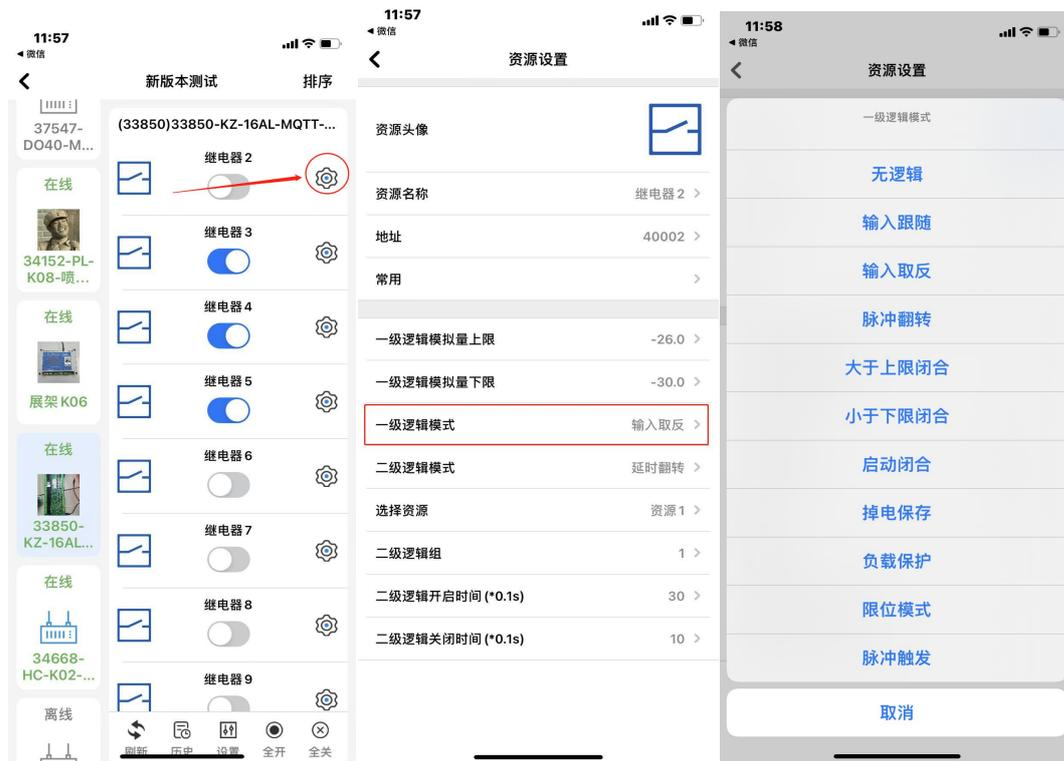 11:57
◀ 微信
新版本测试
排序
37547-
DO40-M...
在线
34152-PL-
K08-喷...
在线
展架K06
在线
33850-
KZ-16AL...
在线
34668-
HC-K02-...
离线
(33850)33850-KZ-16AL-MQTT-...
继电器2
继电器3
继电器4
继电器5
继电器6
继电器7
继电器8
继电器9
刷新
历史
设置
全开
全关
11:57
◀ 微信
资源设置
资源头像
资源名称 继电器2
地址 40002
常用
一级逻辑模拟量上限 -26.0
一级逻辑模拟量下限 -30.0
一级逻辑模式 输入取反
二级逻辑模式 延时翻转
选择资源 资源1
二级逻辑组 1
二级逻辑开启时间(*0.1s) 30
二级逻辑关闭时间(*0.1s) 10
11:58
◀ 微信
资源设置
一级逻辑模式
无逻辑
输入跟随
输入取反
脉冲翻转
大于上限闭合
小于下限闭合
启动闭合
掉电保存
负载保护
限位模式
脉冲触发
取消